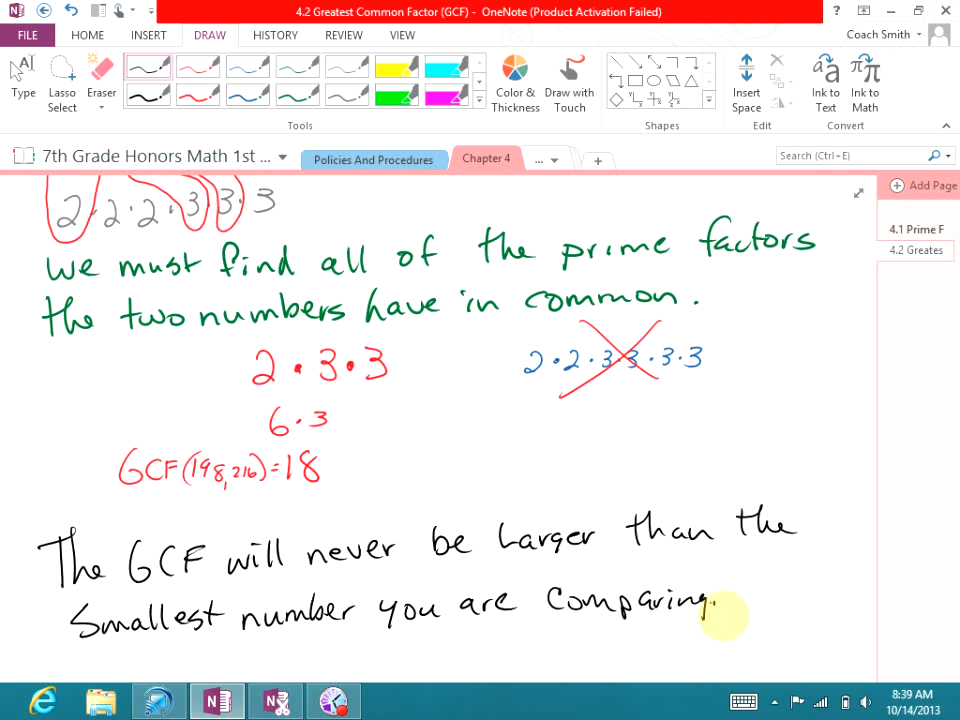 4.2 Greatest Common Factor (GCF) - OneNote (Product Activation Failed)
FILE HOME INSERT DRAW HISTORY REVIEW VIEW Coach Smith
Type Lasso Select Eraser Color & Thickness Draw with Touch Insert Space Ink to Text Ink to Math
Tools Shapes Edit Convert
7th Grade Honors Math 1st ... Policies And Procedures Chapter 4 ... + Search (Ctrl+E)
Add Page
4.1 Prime F
4.2 Greates
2·2·2·3·3·3
We must find all of the prime factors
the two numbers have in common.
2·3·3 2·2·3·3·3·3
6·3
GCF(198,216)=18
The GCF will never be Larger than the
Smallest number you are comparing.
8:39 AM
10/14/2013